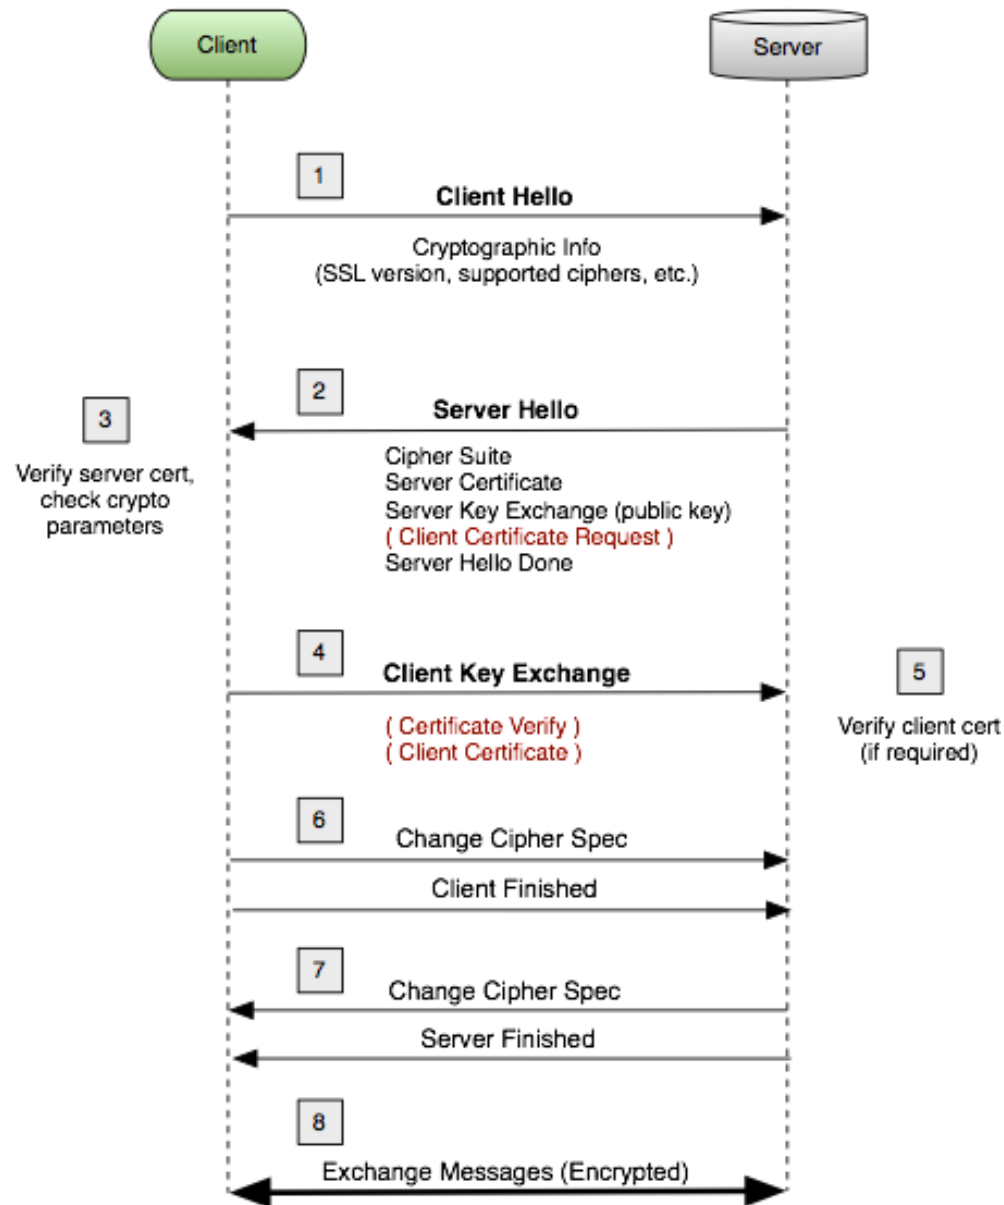 Client
Server
1
Client Hello
Cryptographic Info
(SSL version, supported ciphers, etc.)
2
Server Hello
3
Verify server cert,
check crypto
parameters
Cipher Suite
Server Certificate
Server Key Exchange (public key)
( Client Certificate Request )
Server Hello Done
4
Client Key Exchange
( Certificate Verify )
( Client Certificate )
5
Verify client cert
(if required)
6
Change Cipher Spec
Client Finished
7
Change Cipher Spec
Server Finished
8
Exchange Messages (Encrypted)